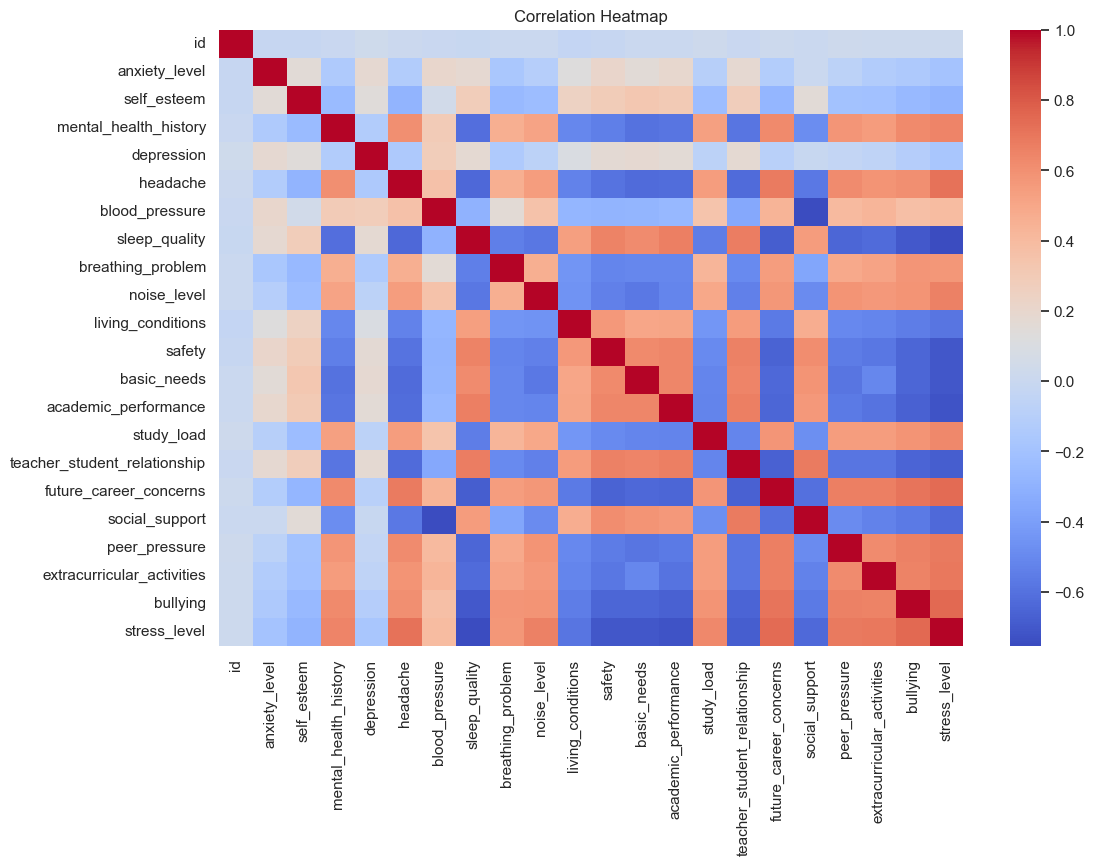 Correlation Heatmap
id
anxiety_level
self_esteem
mental_health_history
depression
headache
blood_pressure
sleep_quality
breathing_problem
noise_level
living_conditions
safety
basic_needs
academic_performance
study_load
teacher_student_relationship
future_career_concerns
social_support
peer_pressure
extracurricular_activities
bullying
stress_level
id
anxiety_level
self_esteem
mental_health_history
depression
headache
blood_pressure
sleep_quality
breathing_problem
noise_level
living_conditions
safety
basic_needs
academic_performance
study_load
teacher_student_relationship
future_career_concerns
social_support
peer_pressure
extracurricular_activities
bullying
stress_level
1.0
0.8
0.6
0.4
0.2
0.0
−0.2
−0.4
−0.6